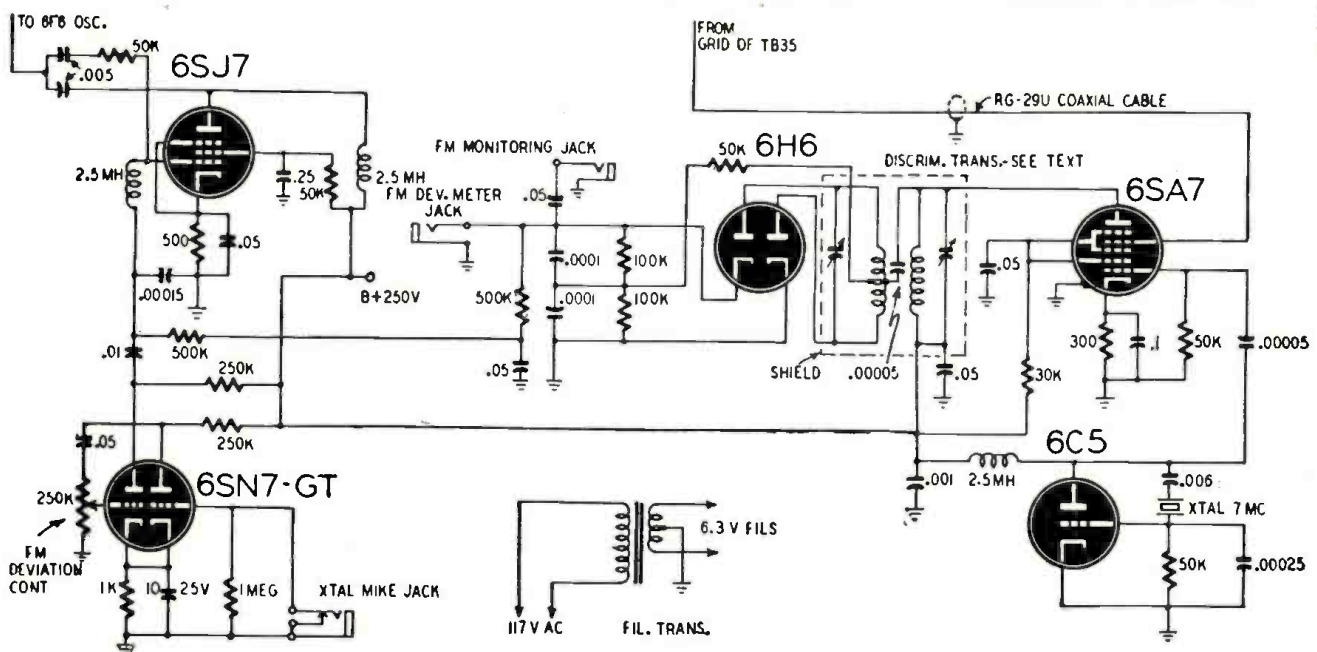 TO 6F6 OSC.
50K
.005
6SJ7
2.5 MH
.25
50K
2.5 MH
500
.05
.00015
B+250V
FM MONITORING JACK
.05
FM DEV. METER
JACK
500K
.0001
.0001
100K
100K
.05
50K
6H6
FROM
GRID OF TB35
RG-29U COAXIAL CABLE
DISCRIM. TRANS.-SEE TEXT
SHIELD
.00005
.05
6SA7
.05
300
.1
50K
.00005
30K
.01
500K
250K
250K
.05
250K
6SN7-GT
FM
DEVIATION
CONT
1K
10
25V
1 MEG
XTAL MIKE JACK
6.3 V FILS
117 V AC
FIL. TRANS.
.001
2.5MH
6C5
.006
XTAL 7 MC
50K
.00025